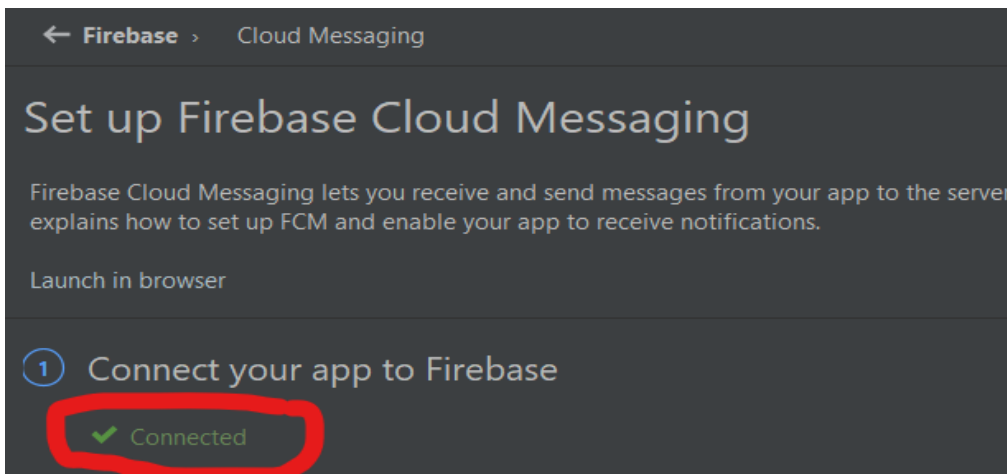 ← Firebase › Cloud Messaging
Set up Firebase Cloud Messaging
Firebase Cloud Messaging lets you receive and send messages from your app to the server
explains how to set up FCM and enable your app to receive notifications.
Launch in browser
1 Connect your app to Firebase
✔ Connected